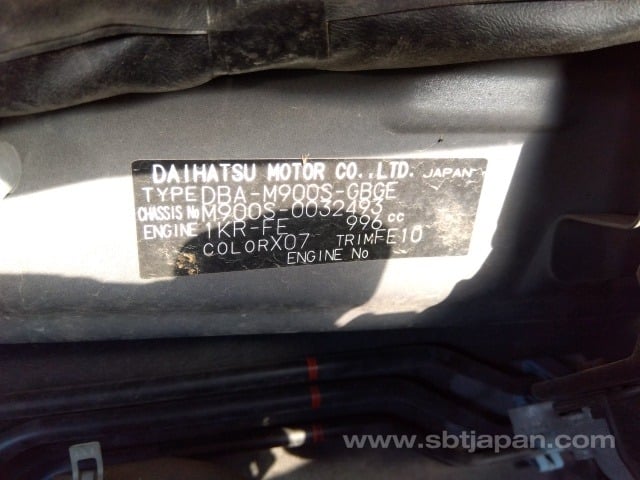 DAIHATSU MOTOR CO.,LTD. JAPAN
TYPE DBA-M900S-GBGE
CHASSIS No M900S-0032493
ENGINE 1KR-FE 996 cc
COLOR X07 TRIM FE10
ENGINE No
www.sbtjapan.com